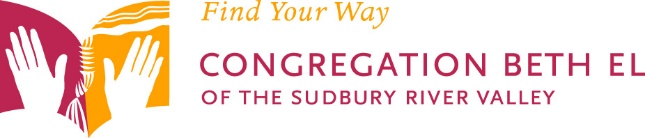 Find Your Way
CONGREGATION BETH EL
OF THE SUDBURY RIVER VALLEY